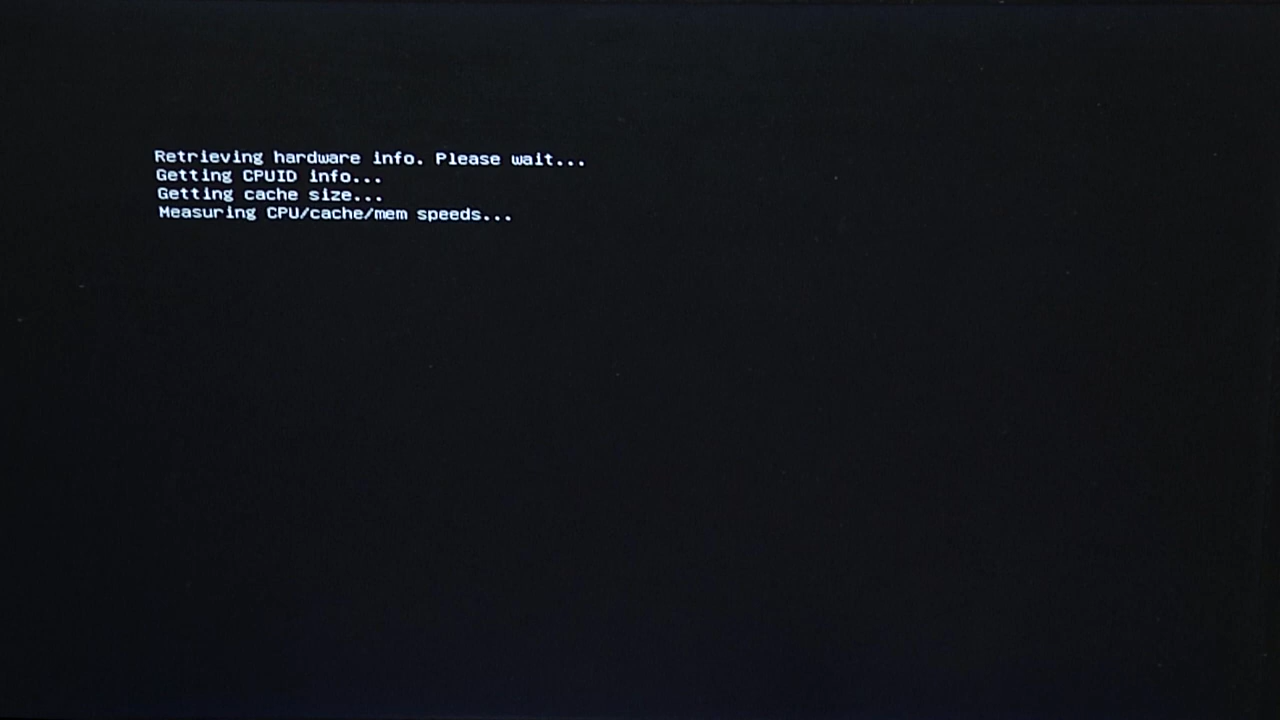 Retrieving hardware info. Please wait...
Getting CPUID info...
Getting cache size...
Measuring CPU/cache/mem speeds...